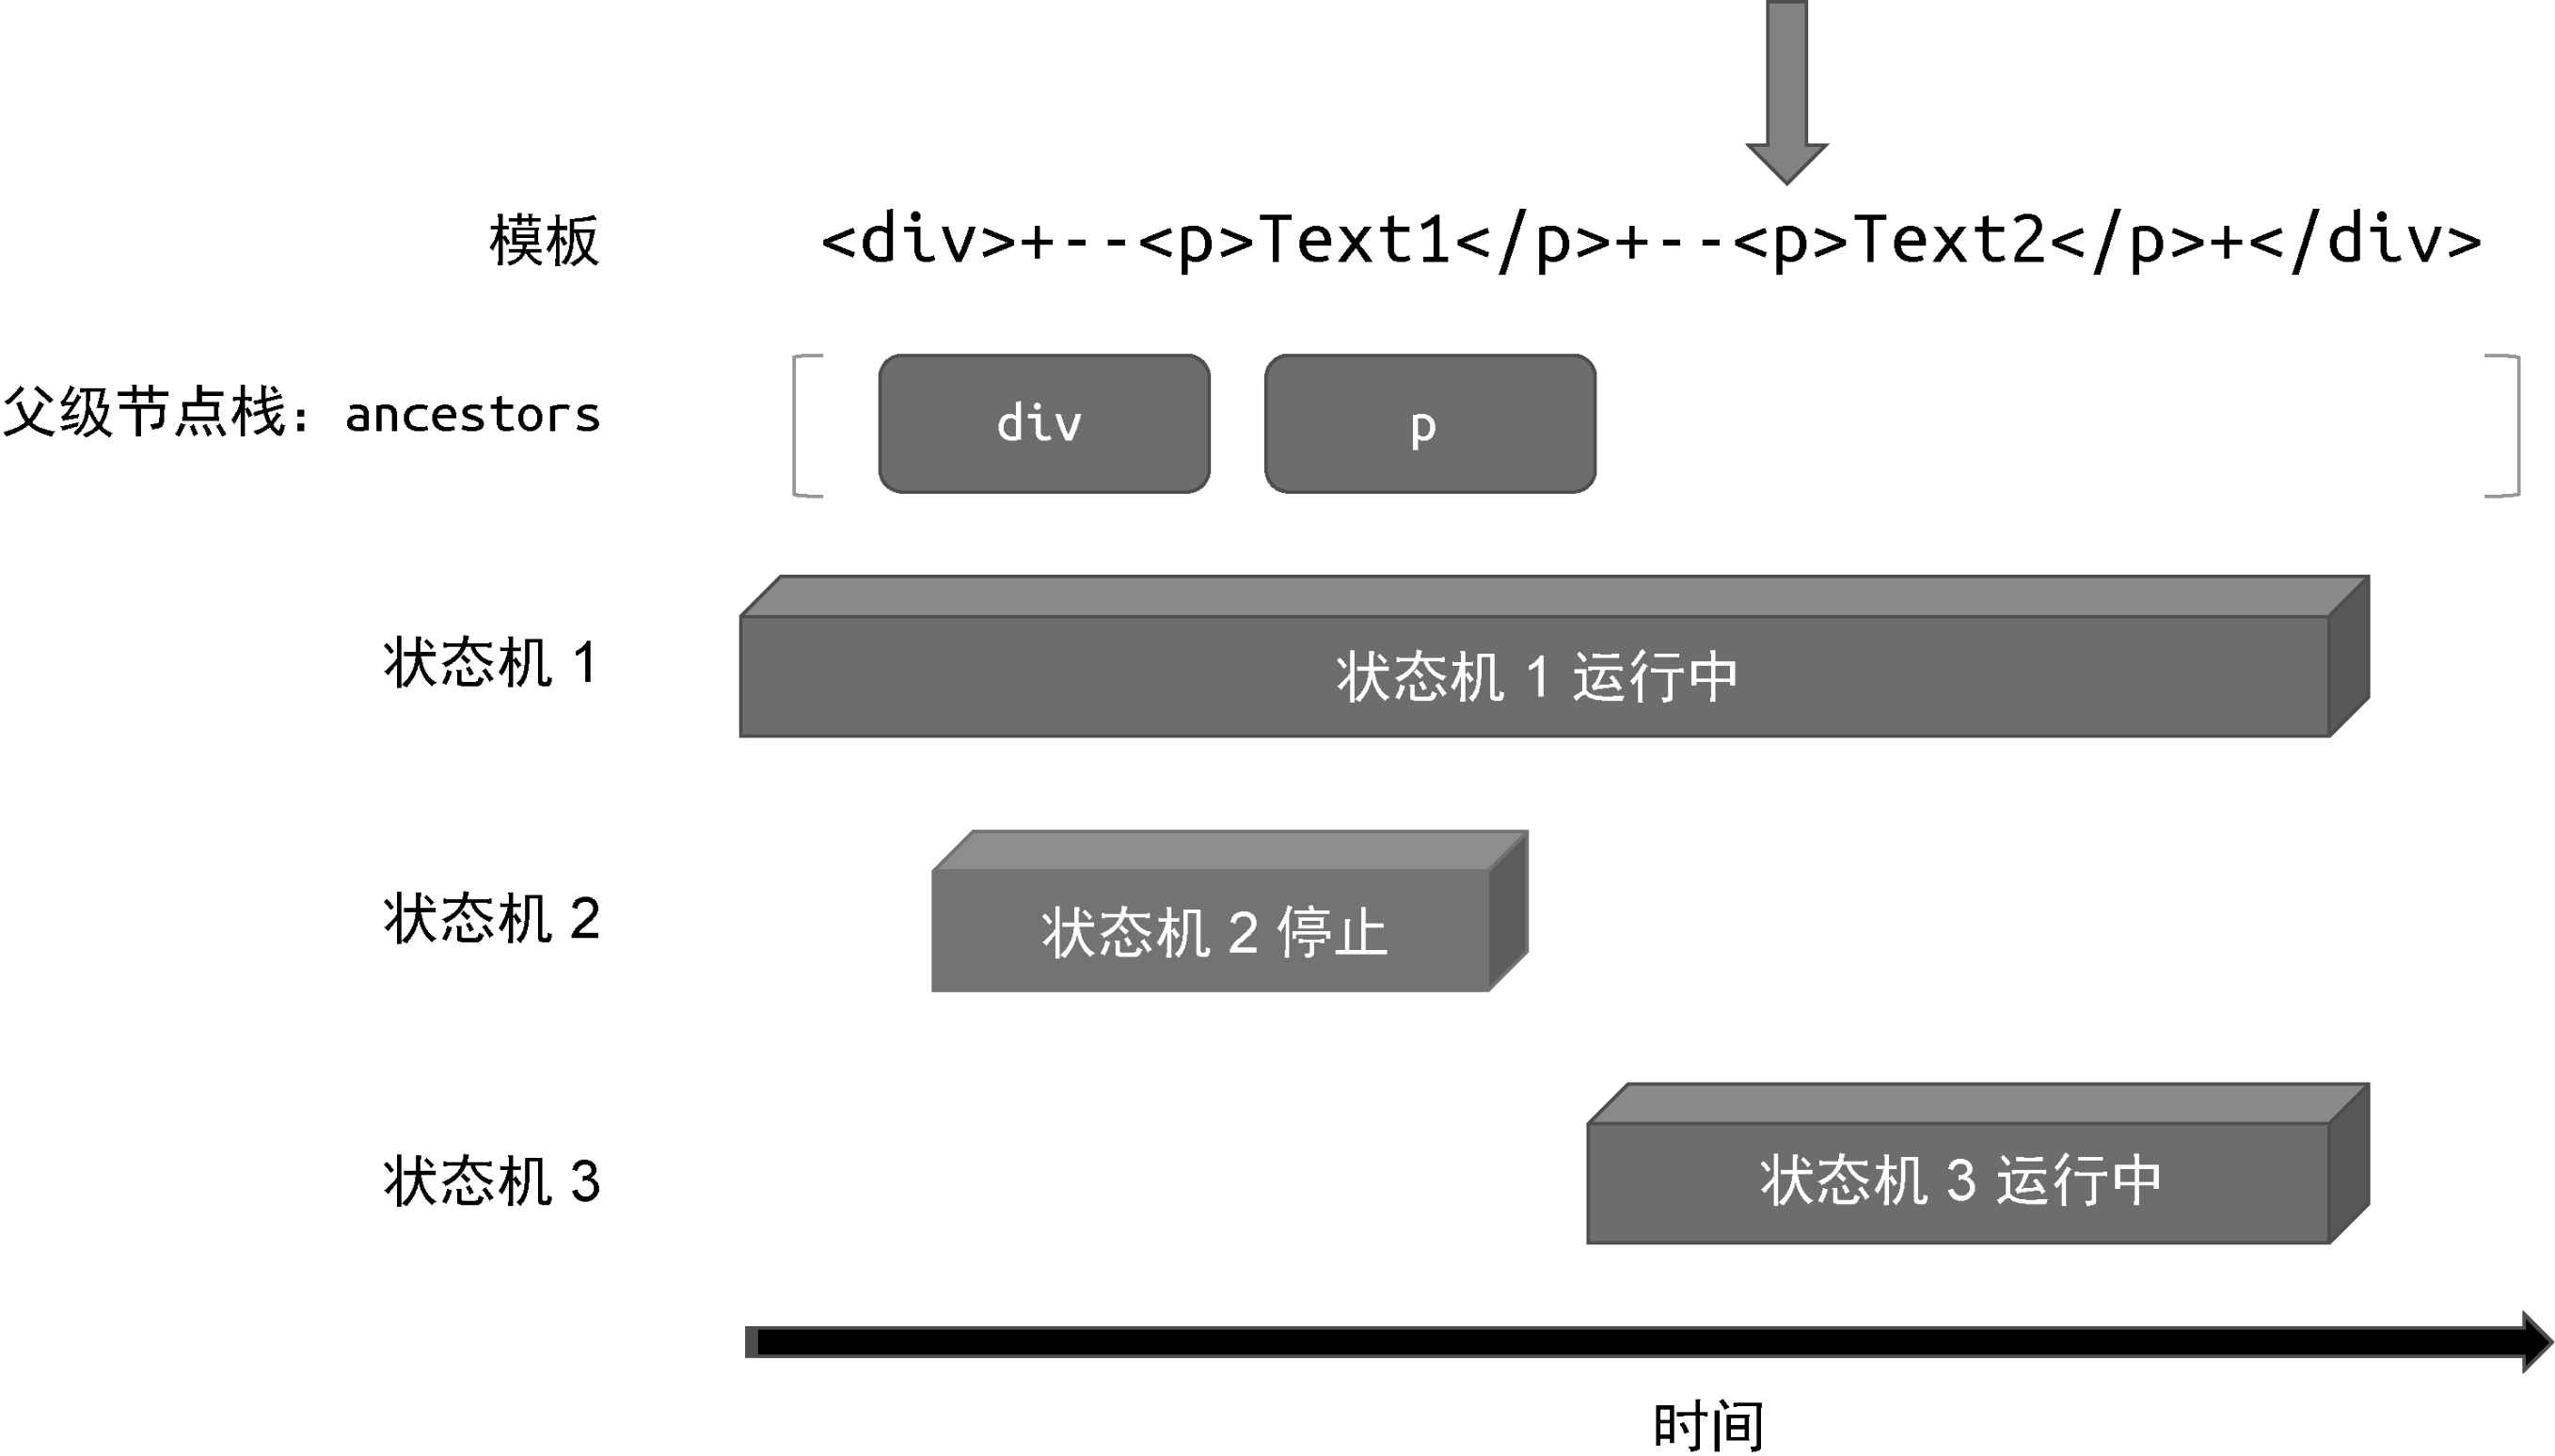 模板 <div>+--<p>Text1</p>+--<p>Text2</p>+</div>
父级节点栈：ancestors div p
状态机 1 状态机 1 运行中
状态机 2 状态机 2 停止
状态机 3 状态机 3 运行中
时间